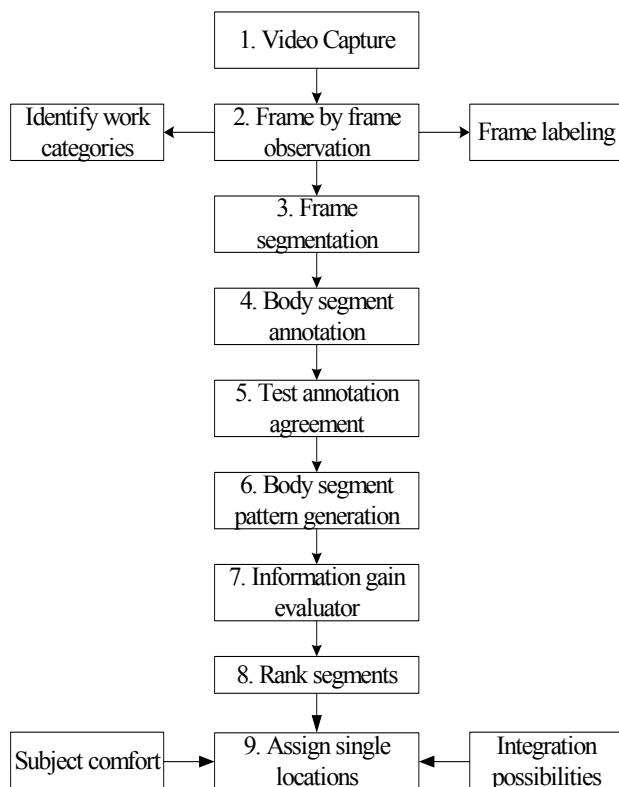 1. Video Capture
Identify work
categories
2. Frame by frame
observation
Frame labeling
3. Frame
segmentation
4. Body segment
annotation
5. Test annotation
agreement
6. Body segment
pattern generation
7. Information gain
evaluator
8. Rank segments
Subject comfort
9. Assign single
locations
Integration
possibilities